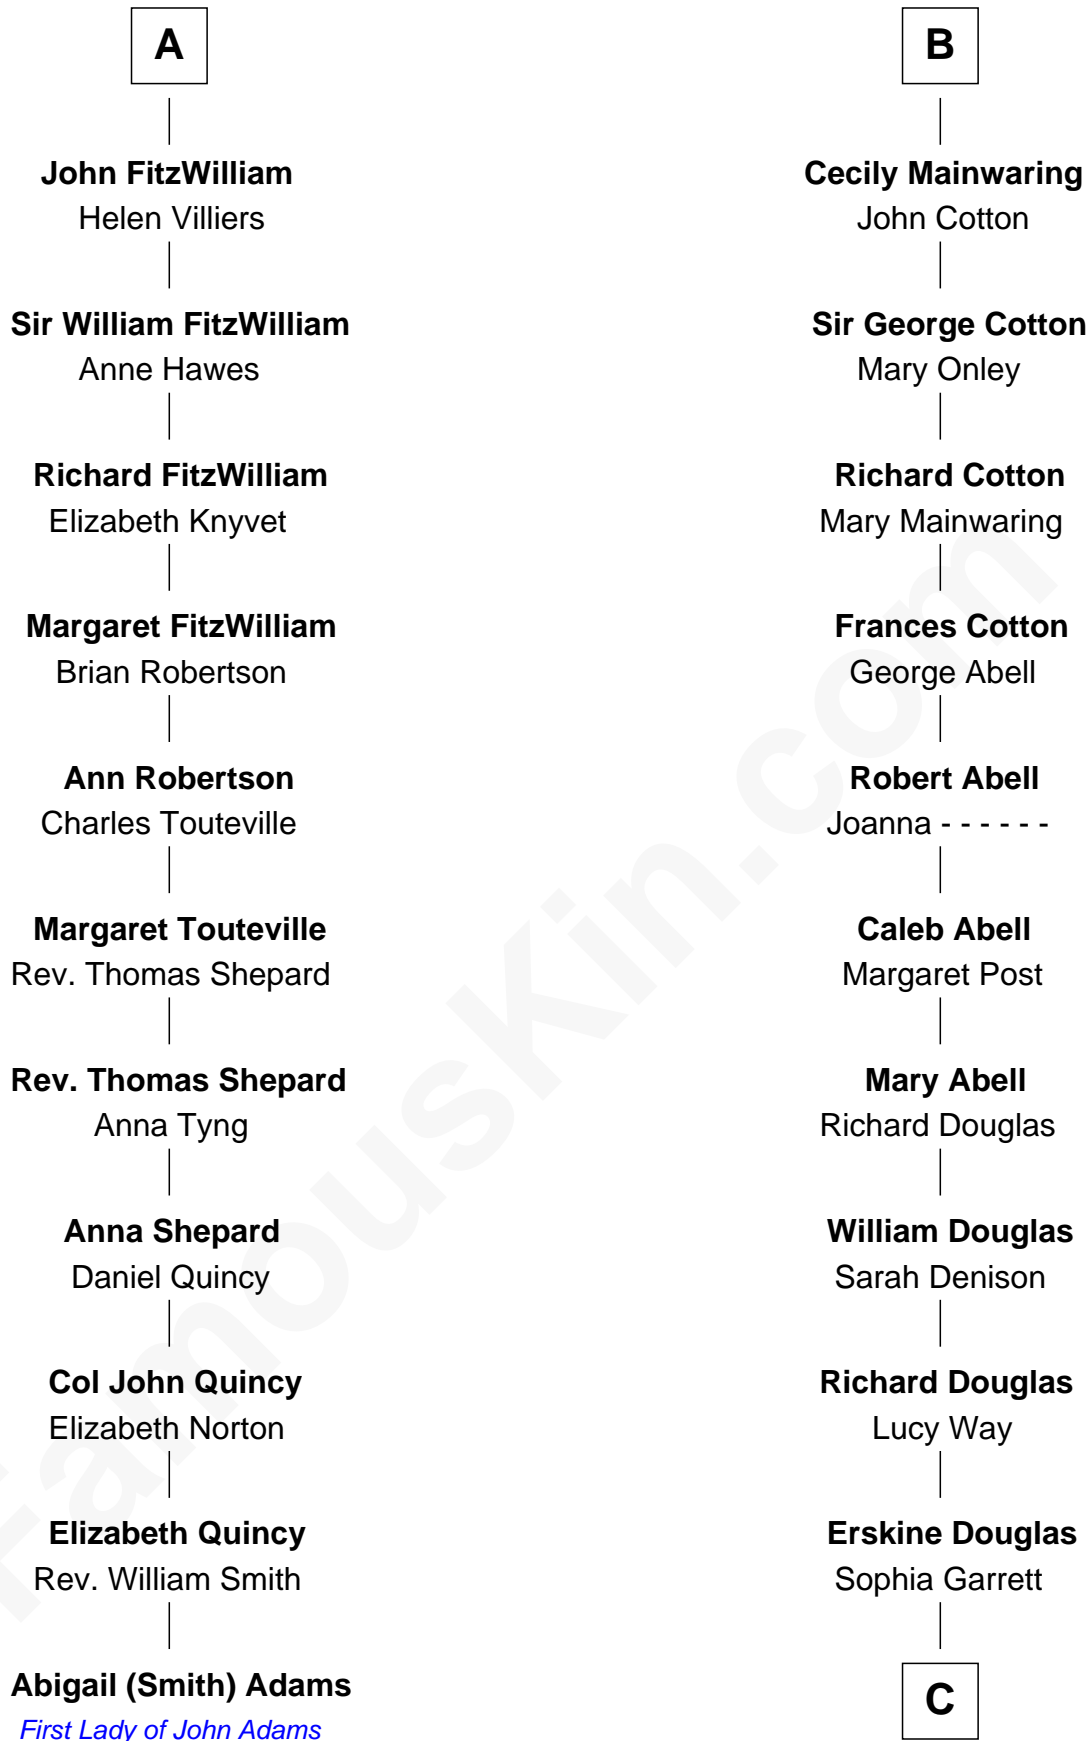 A
John FitzWilliam
Helen Villiers
Sir William FitzWilliam
Anne Hawes
Richard FitzWilliam
Elizabeth Knyvet
Margaret FitzWilliam
Brian Robertson
Ann Robertson
Charles Touteville
Margaret Touteville
Rev. Thomas Shepard
Rev. Thomas Shepard
Anna Tyng
Anna Shepard
Daniel Quincy
Col John Quincy
Elizabeth Norton
Elizabeth Quincy
Rev. William Smith
Abigail (Smith) Adams
First Lady of John Adams
B
Cecily Mainwaring
John Cotton
Sir George Cotton
Mary Onley
Richard Cotton
Mary Mainwaring
Frances Cotton
George Abell
Robert Abell
Joanna - - - - - -
Caleb Abell
Margaret Post
Mary Abell
Richard Douglas
William Douglas
Sarah Denison
Richard Douglas
Lucy Way
Erskine Douglas
Sophia Garrett
C
FamousKin.com